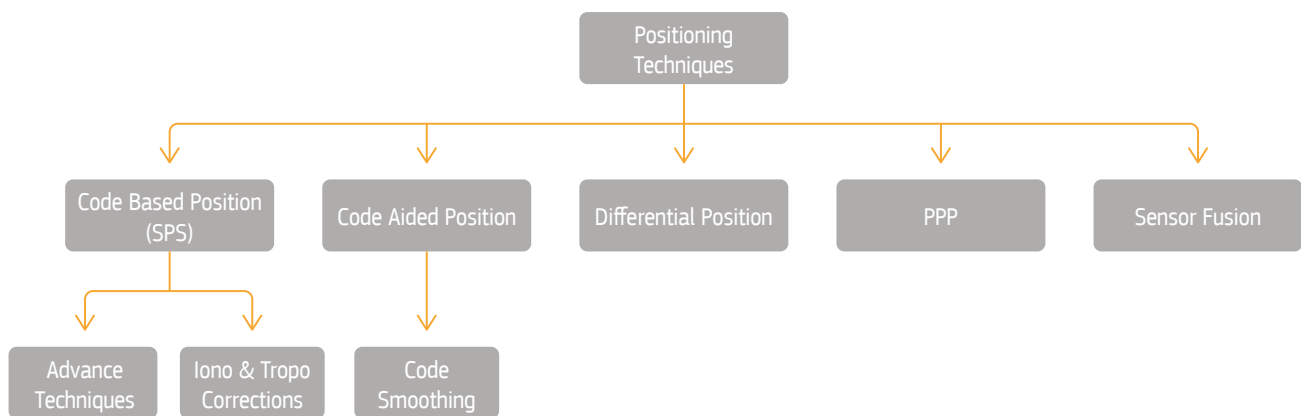 Positioning
Techniques
Code Based Position
(SPS)
Code Aided Position
Differential Position
PPP
Sensor Fusion
Advance
Techniques
Iono & Tropo
Corrections
Code
Smoothing